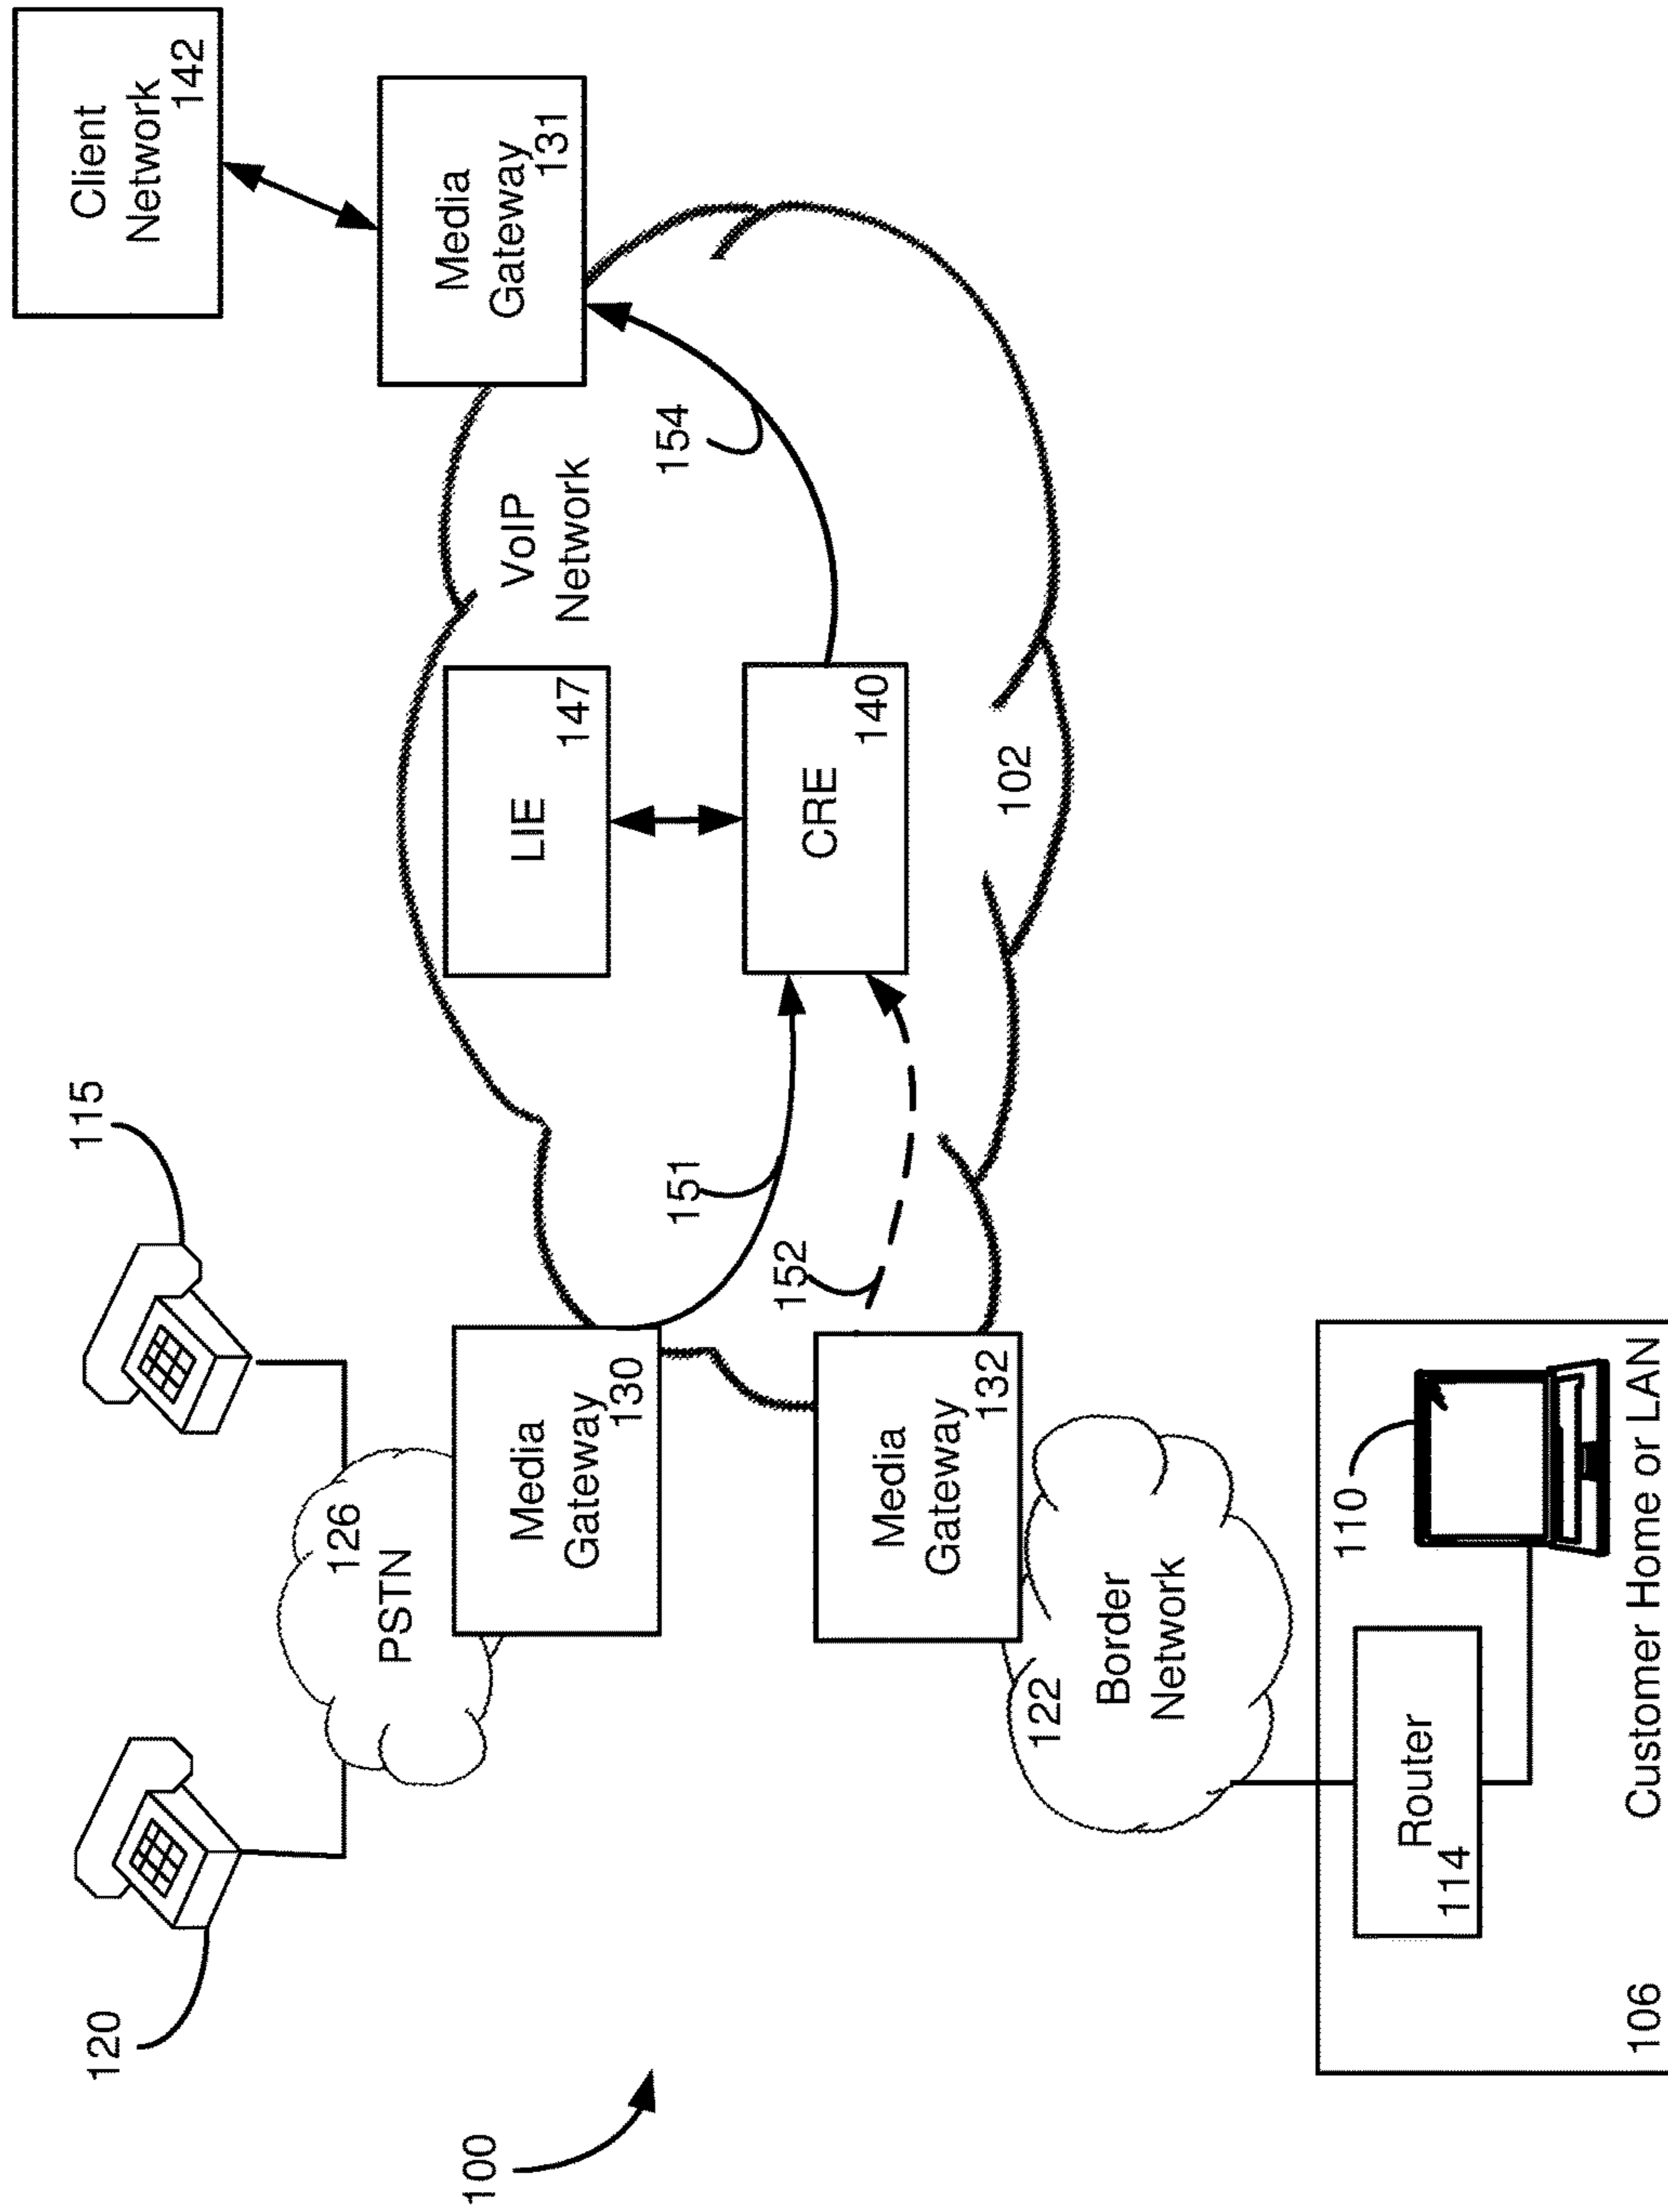 100
120
115
126
PSTN
Media
Gateway
130
151
152
Media
Gateway
132
122
Border
Network
Router
114
110
106
Customer Home or LAN
LIE
147
CRE
140
102
VoIP
Network
154
Media
Gateway
131
Client
Network
142